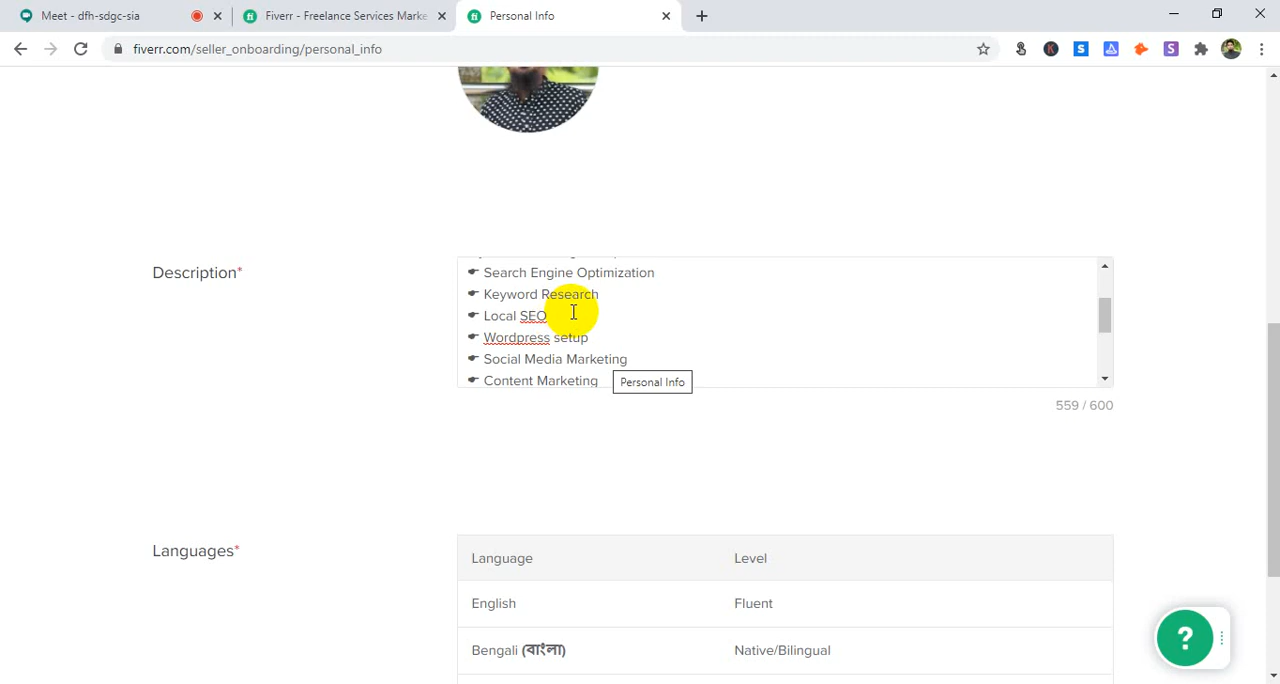 Meet - dfh-sdgc-sia
Fiverr - Freelance Services Marke
Personal Info
fiverr.com/seller_onboarding/personal_info
Description*
☛ Search Engine Optimization
☛ Keyword Research
☛ Local SEO
☛ Wordpress setup
☛ Social Media Marketing
☛ Content Marketing
Personal Info
559 / 600
Languages*
Language Level
English Fluent
Bengali (বাংলা) Native/Bilingual
?